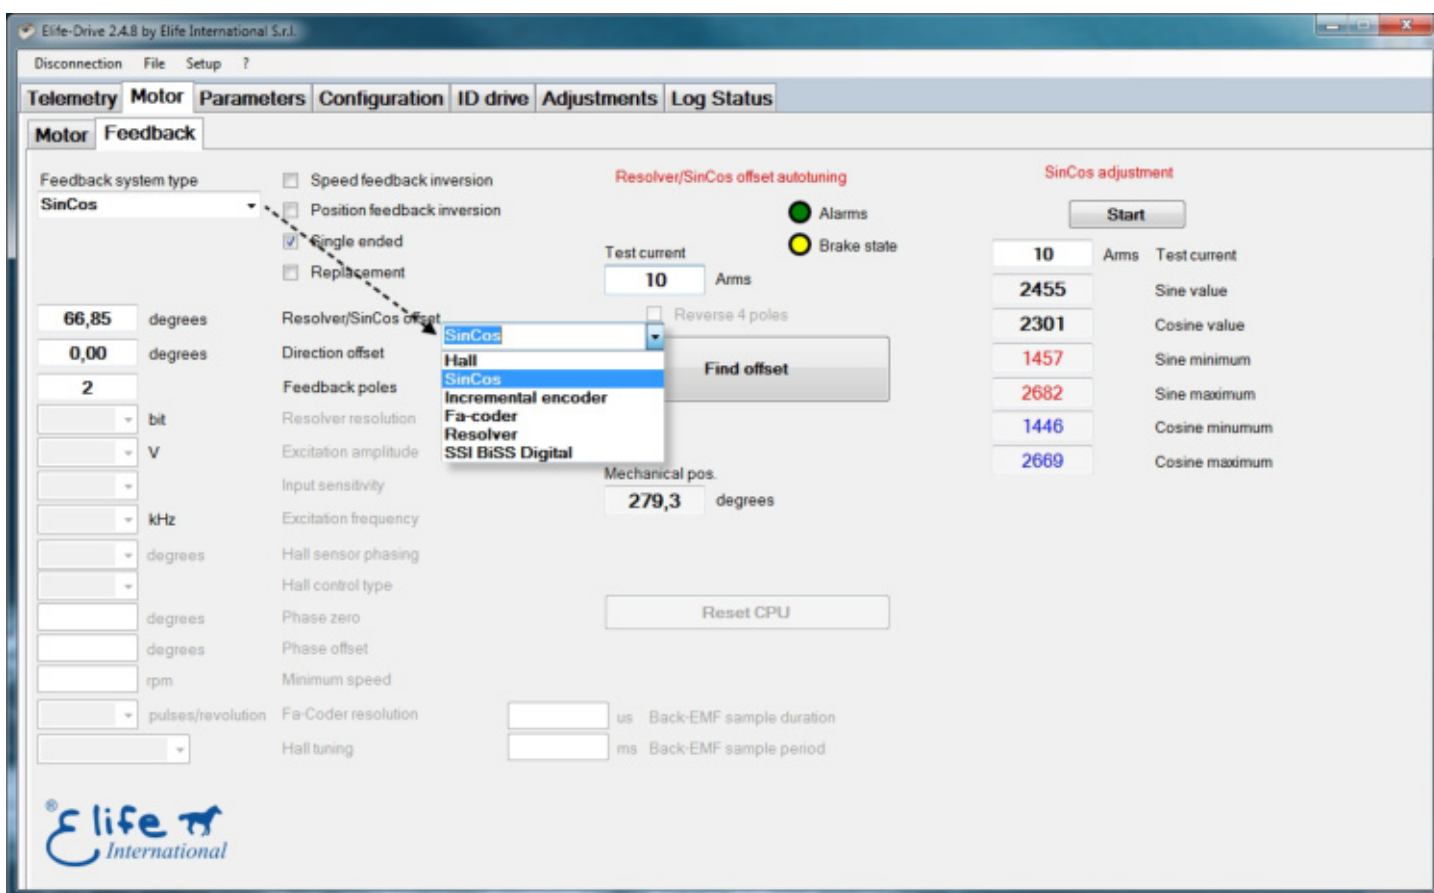 Elife-Drive 2.4.8 by Elife International S.r.l.
Disconnection File Setup ?
Telemetry Motor Parameters Configuration ID drive Adjustments Log Status
Motor Feedback
Feedback system type
SinCos
Speed feedback inversion
Position feedback inversion
Single ended
Replacement
66,85 degrees Resolver/SinCos offset
0,00 degrees Direction offset
2 Feedback poles
bit Resolver resolution
V Excitation amplitude
Input sensitivity
kHz Excitation frequency
degrees Hall sensor phasing
Hall control type
degrees Phase zero
degrees Phase offset
rpm Minimum speed
pulses/revolution Fa-Coder resolution
Hall tuning
SinCos
Hall
SinCos
Incremental encoder
Fa-coder
Resolver
SSI BiSS Digital
Resolver/SinCos offset autotuning
Alarms
Brake state
Test current
10 Arms
Reverse 4 poles
Find offset
Mechanical pos.
279,3 degrees
Reset CPU
us Back-EMF sample duration
ms Back-EMF sample period
SinCos adjustment
Start
10 Arms Test current
2455 Sine value
2301 Cosine value
1457 Sine minimum
2682 Sine maximum
1446 Cosine minumum
2669 Cosine maximum
® Elife
International